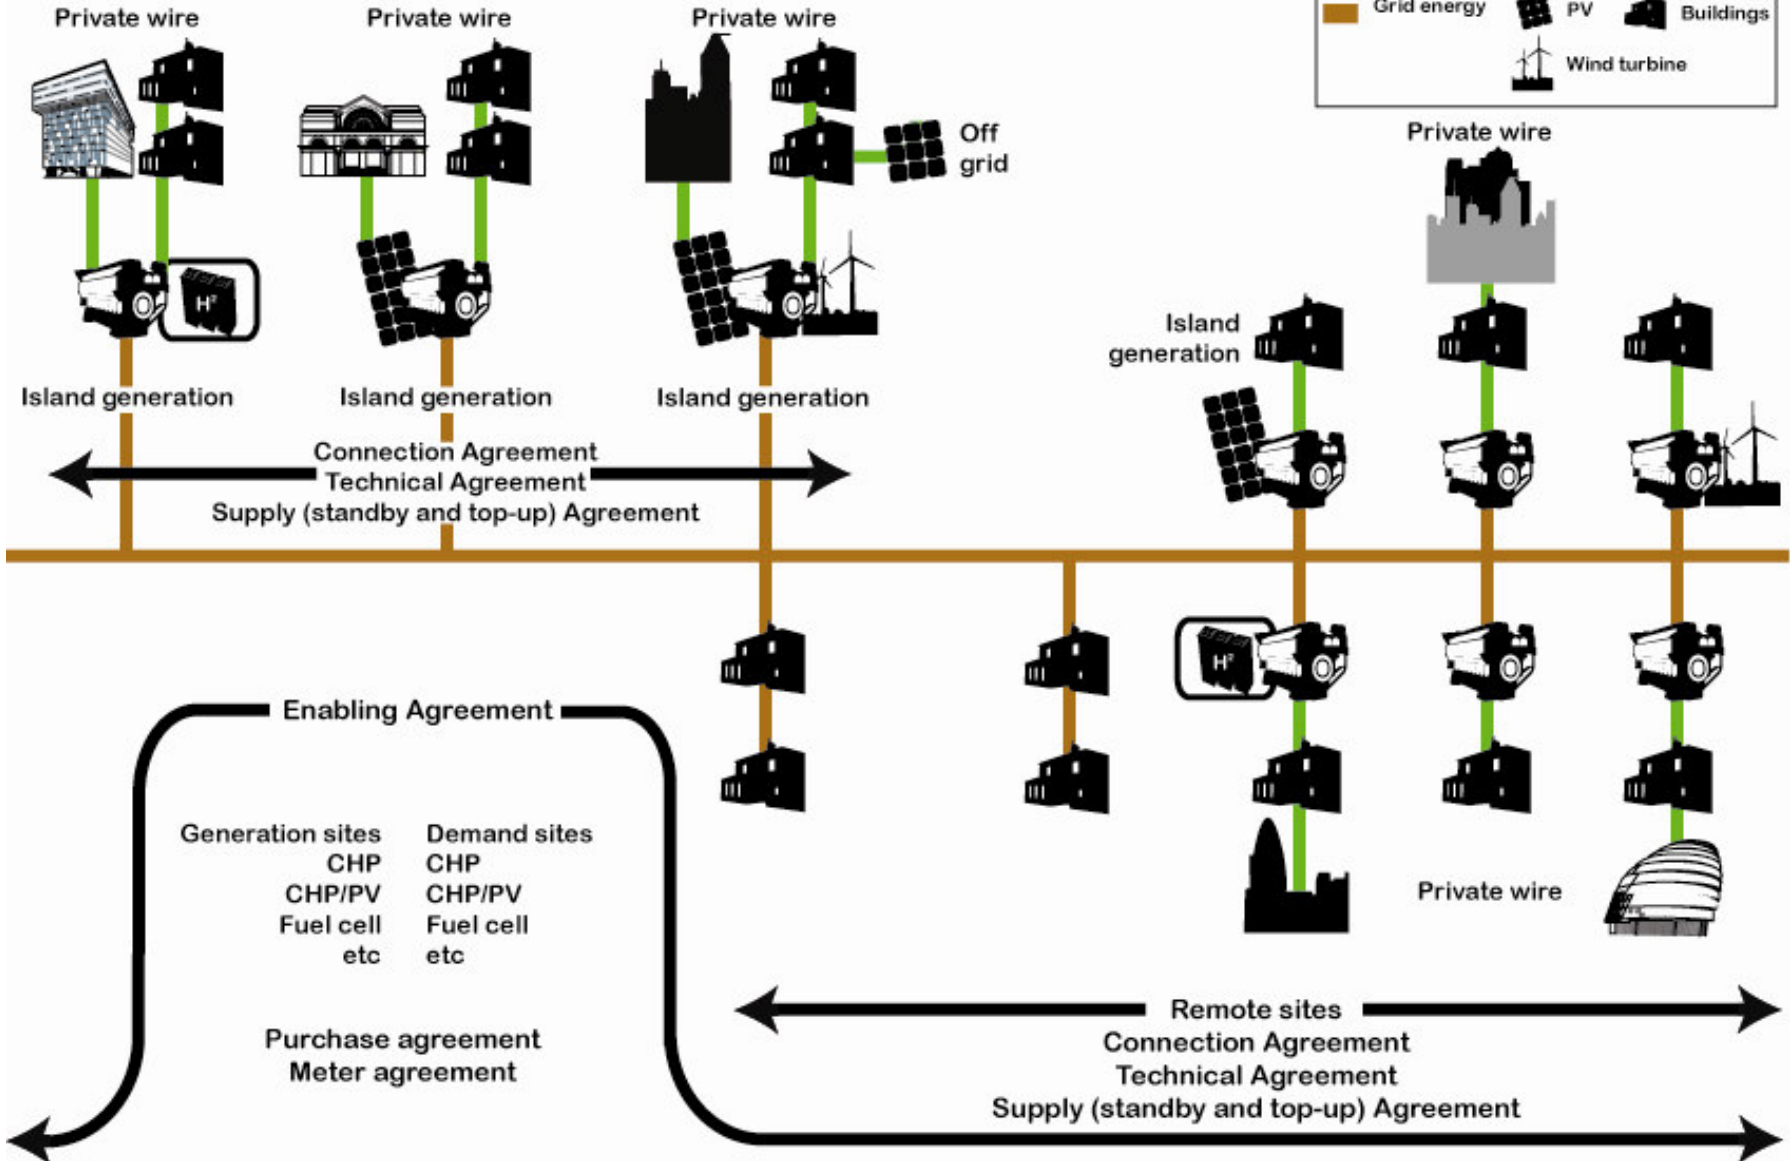 Private wire
Private wire
Private wire
Grid energy
PV
Buildings
Wind turbine
Off
grid
Private wire
H²
Island
generation
Island generation
Island generation
Island generation
Connection Agreement
Technical Agreement
Supply (standby and top-up) Agreement
H²
Enabling Agreement
Generation sites
Demand sites
CHP
CHP
CHP/PV
CHP/PV
Fuel cell
Fuel cell
etc
etc
Private wire
Purchase agreement
Meter agreement
Remote sites
Connection Agreement
Technical Agreement
Supply (standby and top-up) Agreement